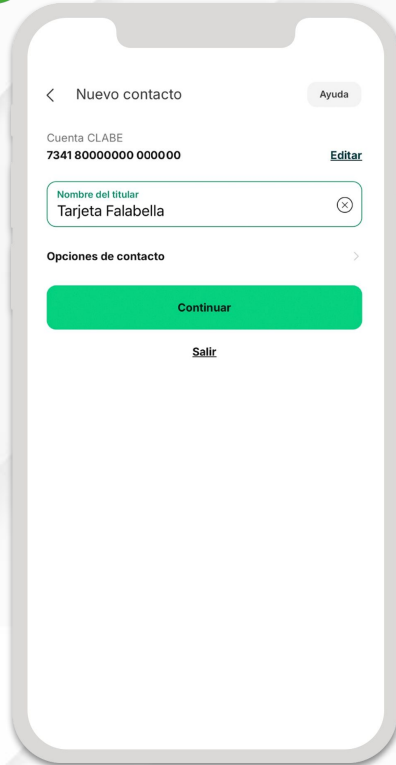 Nuevo contacto
Ayuda
Cuenta CLABE
7341 80000000 000000
Editar
Nombre del titular
Tarjeta Falabella
Opciones de contacto
Continuar
Salir